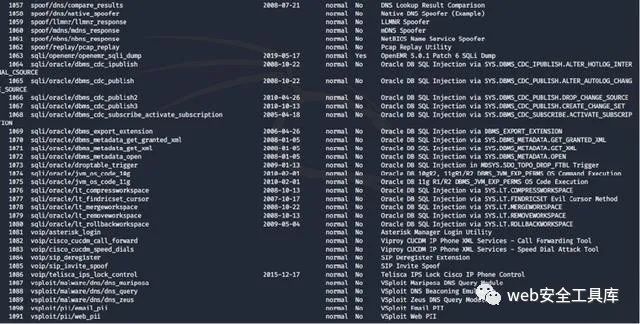 1057 spoof/dns/compare_results 2008-07-21 normal No DNS Lookup Result Comparison
1058 spoof/dns/native_spoofer normal No Native DNS Spoofer (Example)
1059 spoof/llmnr/llmnr_response normal No LLMNR Spoofer
1060 spoof/mdns/mdns_response normal No mDNS Spoofer
1061 spoof/nbns/nbns_response normal No NetBIOS Name Service Spoofer
1062 spoof/replay/pcap_replay normal No Pcap Replay Utility
1063 sqli/openemr/openemr_sqli_dump 2019-05-17 normal Yes OpenEMR 5.0.1 Patch 6 SQLi Dump
1064 sqli/oracle/dbms_cdc_ipublish 2008-10-22 normal No Oracle DB SQL Injection via SYS.DBMS_CDC_IPUBLISH.ALTER_HOTLOG_INTER
NAL_CSOURCE
1065 sqli/oracle/dbms_cdc_publish 2008-10-22 normal No Oracle DB SQL Injection via SYS.DBMS_CDC_PUBLISH.ALTER_AUTOLOG_CHANG
E_SOURCE
1066 sqli/oracle/dbms_cdc_publish2 2010-04-26 normal No Oracle DB SQL Injection via SYS.DBMS_CDC_PUBLISH.DROP_CHANGE_SOURCE
1067 sqli/oracle/dbms_cdc_publish3 2010-10-13 normal No Oracle DB SQL Injection via SYS.DBMS_CDC_PUBLISH.CREATE_CHANGE_SET
1068 sqli/oracle/dbms_cdc_subscribe_activate_subscription 2005-04-18 normal No Oracle DB SQL Injection via SYS.DBMS_CDC_SUBSCRIBE.ACTIVATE_SUBSCRIP
TION
1069 sqli/oracle/dbms_export_extension 2006-04-26 normal No Oracle DB SQL Injection via DBMS_EXPORT_EXTENSION
1070 sqli/oracle/dbms_metadata_get_granted_xml 2008-01-05 normal No Oracle DB SQL Injection via SYS.DBMS_METADATA.GET_GRANTED_XML
1071 sqli/oracle/dbms_metadata_get_xml 2008-01-05 normal No Oracle DB SQL Injection via SYS.DBMS_METADATA.GET_XML
1072 sqli/oracle/dbms_metadata_open 2008-01-05 normal No Oracle DB SQL Injection via SYS.DBMS_METADATA.OPEN
1073 sqli/oracle/droptable_trigger 2009-01-13 normal No Oracle DB SQL Injection in MDSYS.SDO_TOPO_DROP_FTBL Trigger
1074 sqli/oracle/jvm_os_code_10g 2010-02-01 normal No Oracle DB 10gR2, 11gR1/R2 DBMS_JVM_EXP_PERMS OS Command Execution
1075 sqli/oracle/jvm_os_code_11g 2010-02-01 normal No Oracle DB 11g R1/R2 DBMS_JVM_EXP_PERMS OS Code Execution
1076 sqli/oracle/lt_compressworkspace 2008-10-13 normal No Oracle DB SQL Injection via SYS.LT.COMPRESSWORKSPACE
1077 sqli/oracle/lt_findricset_cursor 2007-10-17 normal No Oracle DB SQL Injection via SYS.LT.FINDRICSET Evil Cursor Method
1078 sqli/oracle/lt_mergeworkspace 2008-10-22 normal No Oracle DB SQL Injection via SYS.LT.MERGEWORKSPACE
1079 sqli/oracle/lt_removeworkspace 2008-10-13 normal No Oracle DB SQL Injection via SYS.LT.REMOVEWORKSPACE
1080 sqli/oracle/lt_rollbackworkspace 2009-05-04 normal No Oracle DB SQL Injection via SYS.LT.ROLLBACKWORKSPACE
1081 voip/asterisk_login normal No Asterisk Manager Login Utility
1082 voip/cisco_cucdm_call_forward normal No Viproy CUCDM IP Phone XML Services - Call Forwarding Tool
1083 voip/cisco_cucdm_speed_dials normal No Viproy CUCDM IP Phone XML Services - Speed Dial Attack Tool
1084 voip/sip_deregister normal No SIP Deregister Extension
1085 voip/sip_invite_spoof normal No SIP Invite Spoof
1086 voip/telisca_ips_lock_control 2015-12-17 normal No Telisca IPS Lock Cisco IP Phone Control
1087 vsploit/malware/dns/dns_mariposa normal No VSploit Mariposa DNS Query Module
1088 vsploit/malware/dns/dns_query normal No VSploit DNS Beaconing Emul
1089 vsploit/malware/dns/dns_zeus normal No VSploit Zeus DNS Query Mod
1090 vsploit/pii/email_pii normal No VSploit Email PII
1091 vsploit/pii/web_pii normal No VSploit Web PII
web安全工具库